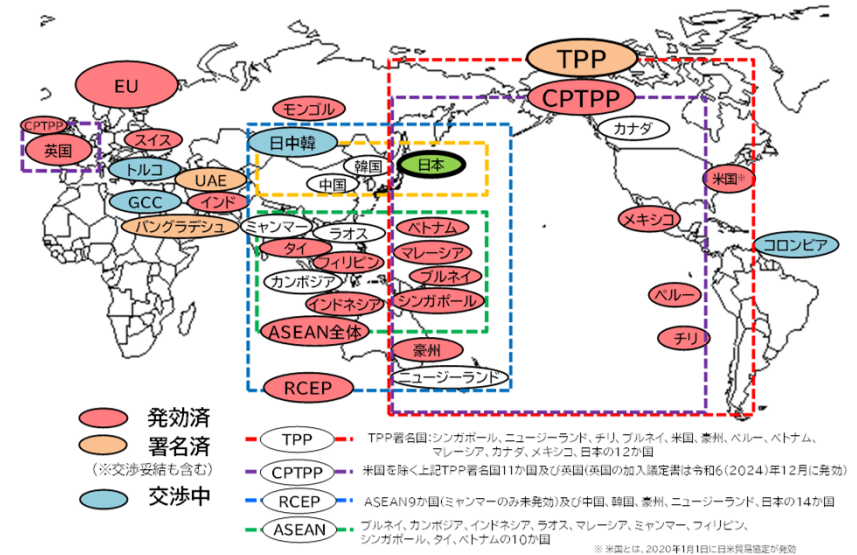 TPP
EU
CPTPP
モンゴル
CPTPP
カナダ
スイス
日中韓
英国
韓国
日本
トルコ
UAE
中国
米国※
GCC
インド
メキシコ
バングラデシュ
ミャンマー
ラオス
ベトナム
コロンビア
タイ
マレーシア
フィリピン
カンボジア
ブルネイ
インドネシア
シンガポール
ペルー
ASEAN全体
チリ
豪州
RCEP
ニュージーランド
発効済
署名済
(※交渉妥結も含む)
交渉中
TPP
TPP署名国:シンガポール、ニュージーランド、チリ、ブルネイ、米国、豪州、ペルー、ベトナム、
マレーシア、カナダ、メキシコ、日本の12か国
CPTPP
米国を除く上記TPP署名国11か国及び英国(英国の加入議定書は令和6(2024)年12月に発効)
RCEP
ASEAN9か国(ミャンマーのみ未発効)及び中国、韓国、豪州、ニュージーランド、日本の14か国
ASEAN
ブルネイ、カンボジア、インドネシア、ラオス、マレーシア、ミャンマー、フィリピン、
シンガポール、タイ、ベトナムの10か国
※ 米国とは、2020年1月1日に日米貿易協定が発効